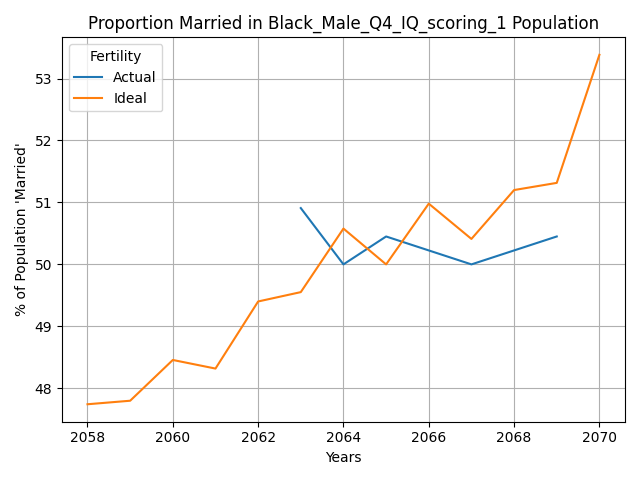 Proportion Married in Black_Male_Q4_IQ_scoring_1 Population
Fertility
Actual
Ideal
% of Population 'Married'
53
52
51
50
49
48
2058 2060 2062 2064 2066 2068 2070
Years